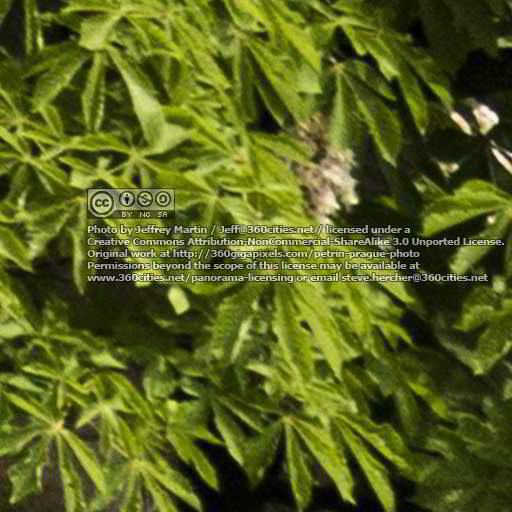 cc BY NC SA
Photo by Jeffrey Martin / Jeff@360cities.net / licensed under a
Creative Commons Attribution-NonCommercial-ShareAlike 3.0 Unported License.
Original work at http://360gigapixels.com/petrin-prague-photo
Permissions beyond the scope of this license may be available at
www.360cities.net/panorama-licensing or email steve.hercher@360cities.net